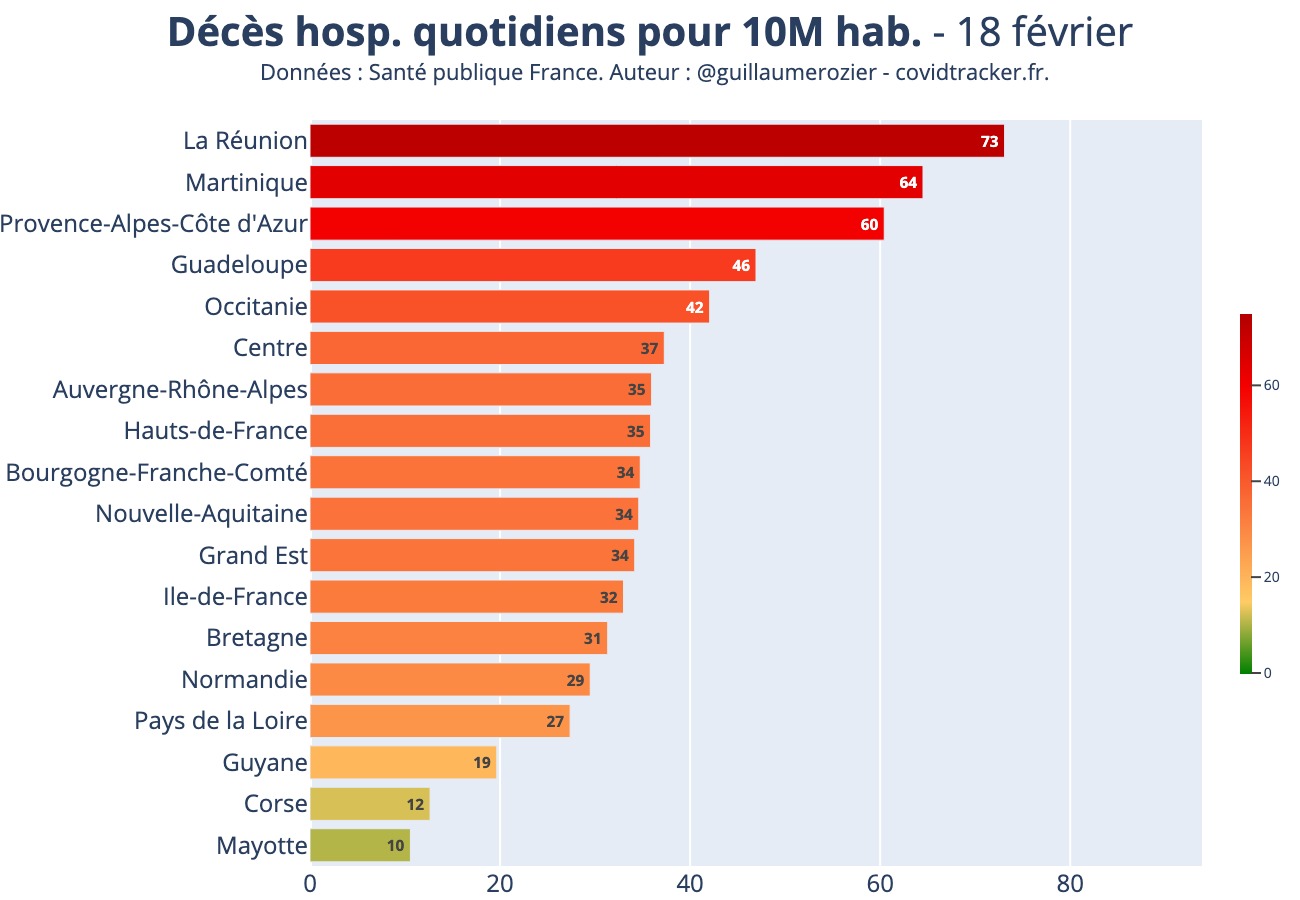 Décès hosp. quotidiens pour 10M hab. - 18 février
Données : Santé publique France. Auteur : @guillaumerozier - covidtracker.fr.
La Réunion 73
Martinique 64
Provence-Alpes-Côte d'Azur 60
Guadeloupe 46
Occitanie 42
Centre 37
Auvergne-Rhône-Alpes 35
Hauts-de-France 35
Bourgogne-Franche-Comté 34
Nouvelle-Aquitaine 34
Grand Est 34
Ile-de-France 32
Bretagne 31
Normandie 29
Pays de la Loire 27
Guyane 19
Corse 12
Mayotte 10
0 20 40 60 80
60
40
20
0